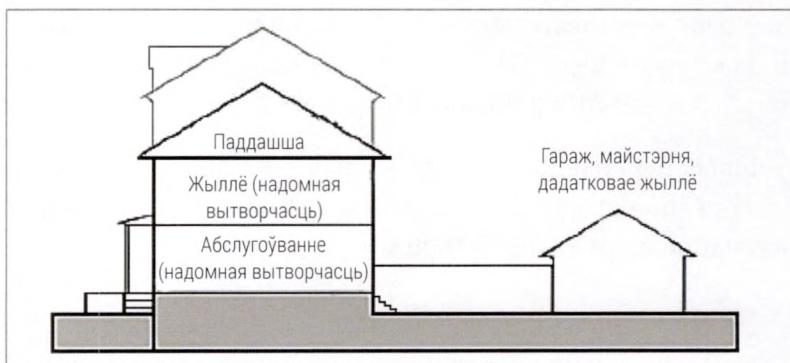 Паддашша
Жыллё (надомная
вытворчасць)
Абслугоўванне
(надомная вытворчасць)
Гараж, майстэрня,
дадатковае жыллё